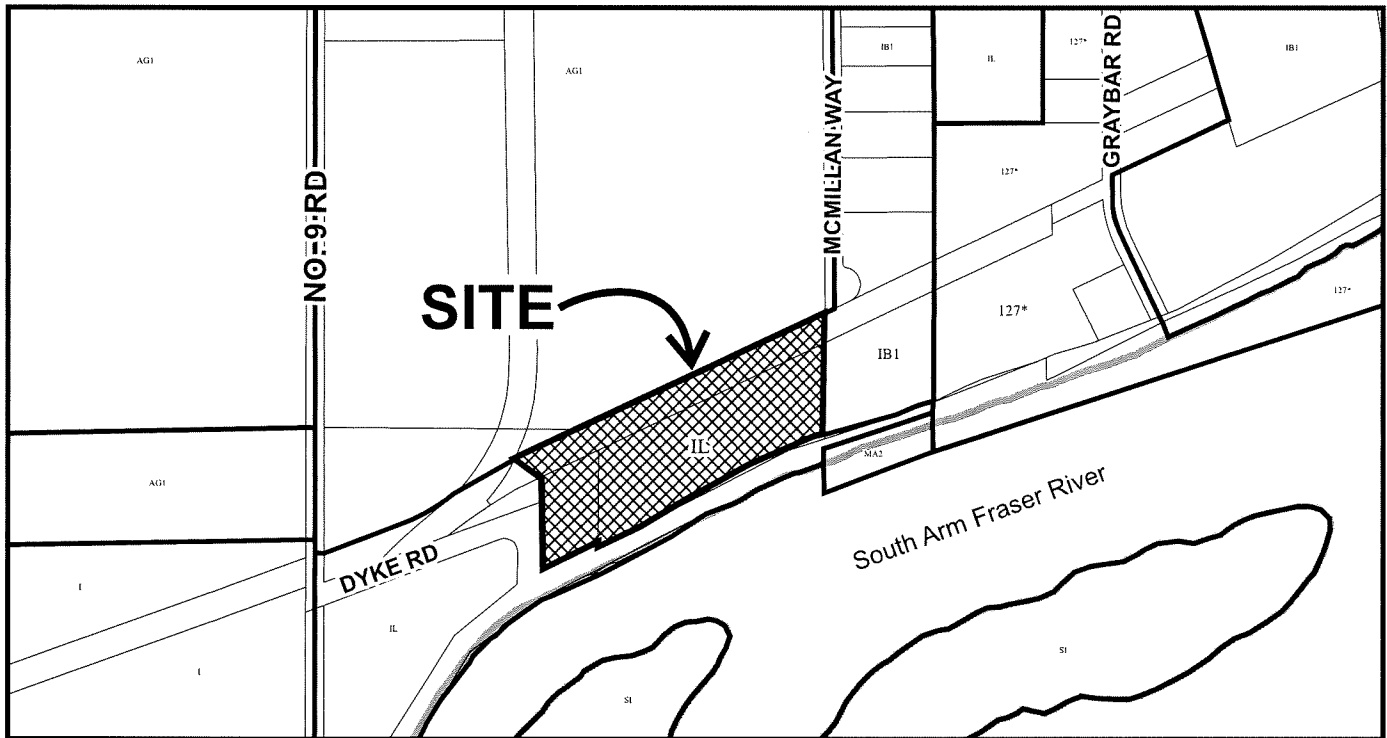 AG1
AG1
IB1
IL
127*
IB1
GRAYBAR RD
MCMILLAN WAY
127*
NO. 9 RD
SITE
127*
127*
IB1
IL
MA2
AG1
South Arm Fraser River
DYKE RD
I
IL
SI
I
SI